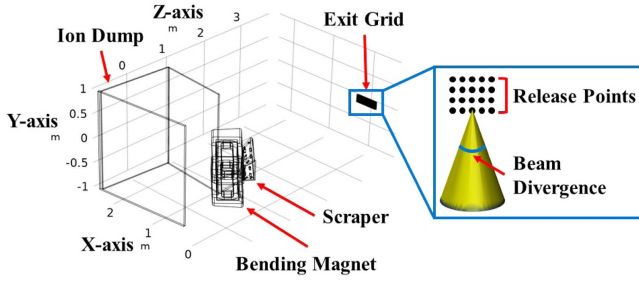 Z-axis
m
Exit Grid
Ion Dump
0
1
2
3
Y-axis
m
1
0.5
0
-0.5
-1
Release Points
Beam
Divergence
Scraper
X-axis
m
2
1
0
Bending Magnet